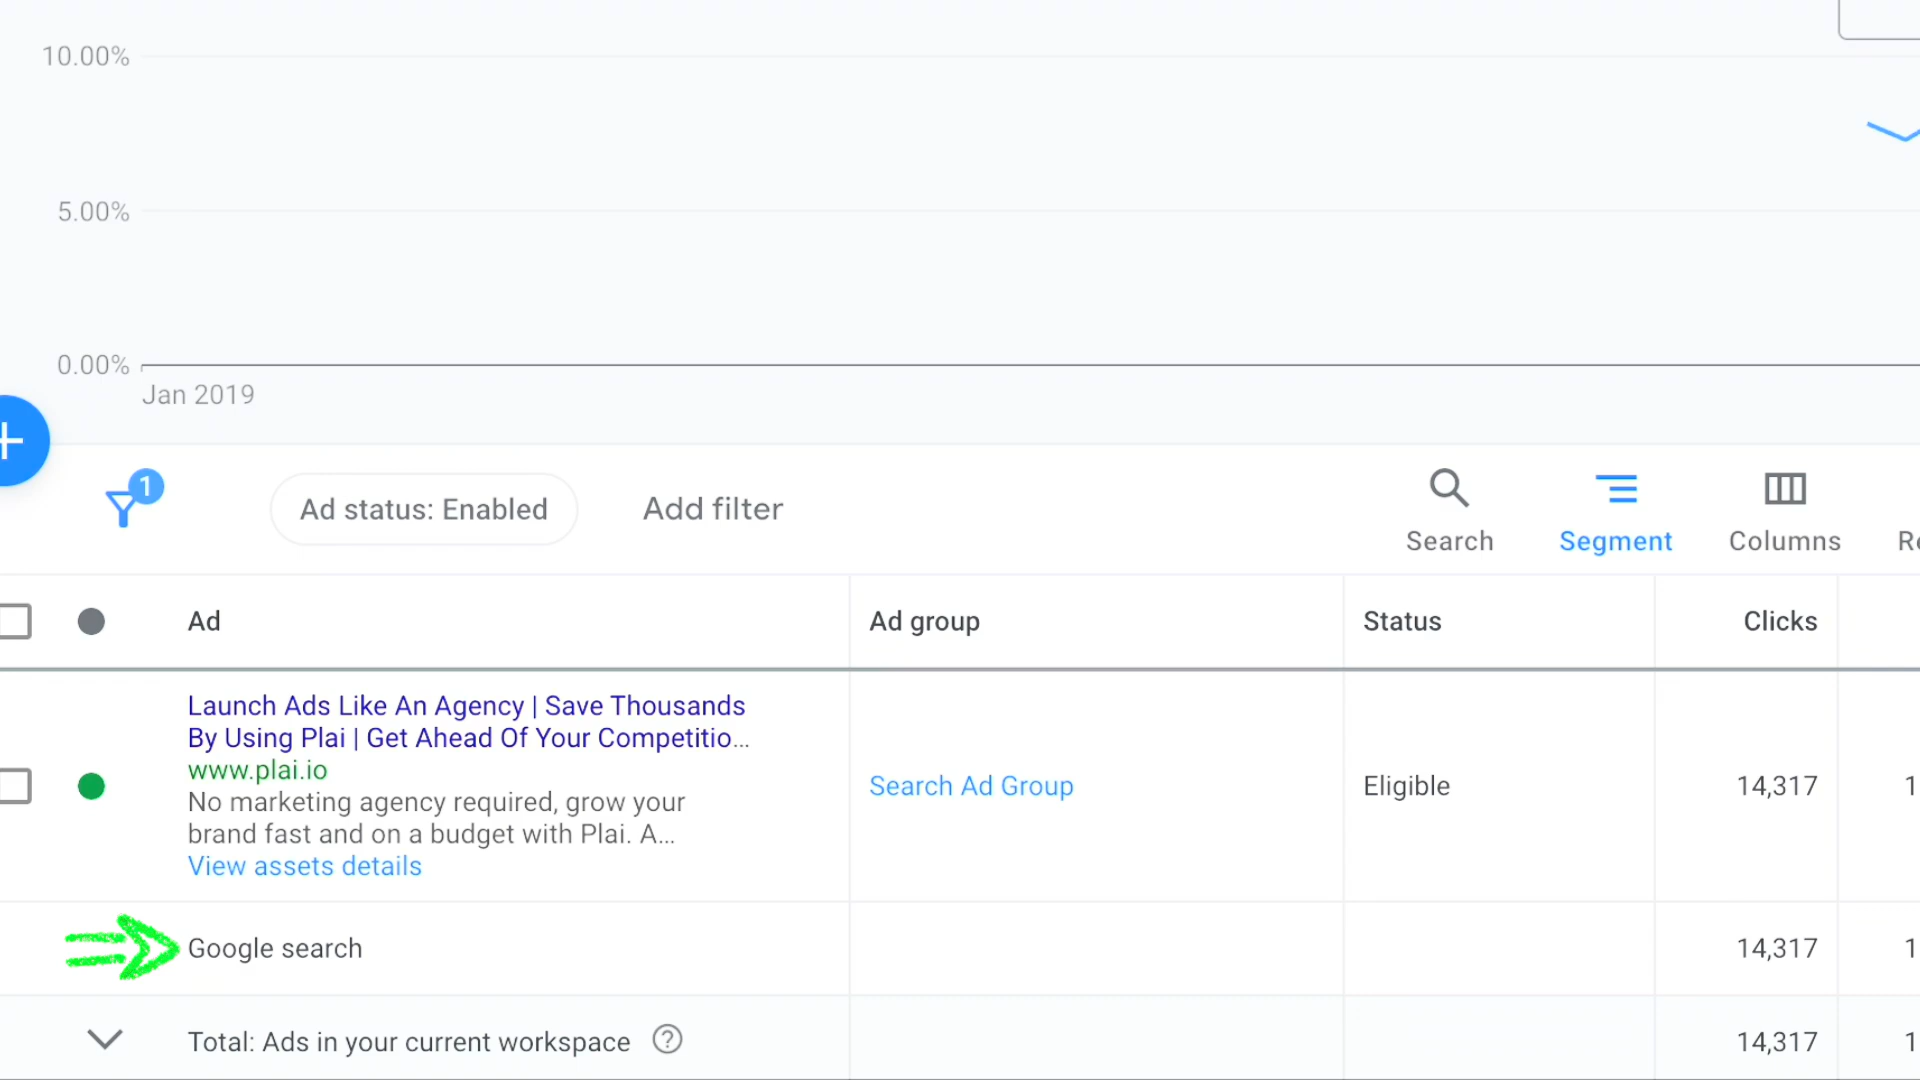 10.00%
5.00%
0.00%
Jan 2019
1
Ad status: Enabled
Add filter
Search
Segment
Columns
Ad
Ad group
Status
Clicks
Launch Ads Like An Agency | Save Thousands
By Using Plai | Get Ahead Of Your Competitio...
www.plai.io
No marketing agency required, grow your
brand fast and on a budget with Plai. A...
View assets details
Search Ad Group
Eligible
14,317
1
Google search
14,317
1
Total: Ads in your current workspace ?
14,317
1